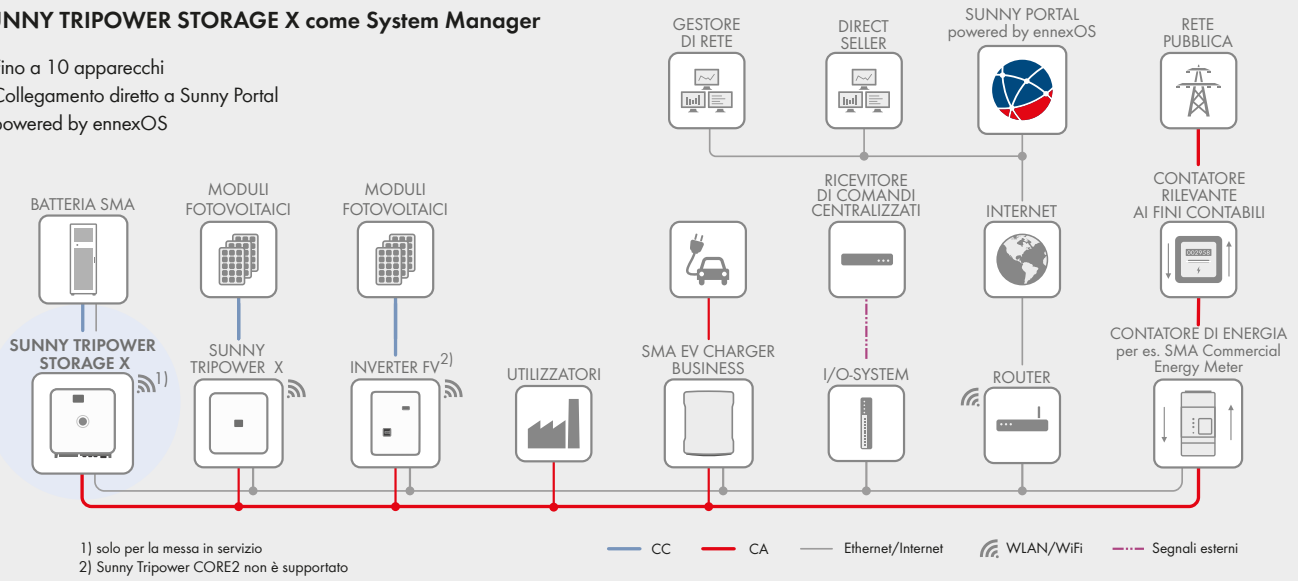 UNNY TRIPOWER STORAGE X come System Manager
ino a 10 apparecchi
Collegamento diretto a Sunny Portal
powered by ennexOS
GESTORE
DI RETE
DIRECT
SELLER
SUNNY PORTAL
powered by ennexOS
RETE
PUBBLICA
BATTERIA SMA
MODULI
FOTOVOLTAICI
MODULI
FOTOVOLTAICI
RICEVITORE
DI COMANDI
CENTRALIZZATI
INTERNET
CONTATORE
RILEVANTE
AI FINI CONTABILI
SUNNY TRIPOWER
STORAGE X
1)
SUNNY
TRIPOWER X
INVERTER FV2)
UTILIZZATORI
SMA EV CHARGER
BUSINESS
I/O-SYSTEM
ROUTER
CONTATORE DI ENERGIA
per es. SMA Commercial
Energy Meter
1) solo per la messa in servizio
2) Sunny Tripower CORE2 non è supportato
CC CA Ethernet/Internet WLAN/WiFi Segnali esterni